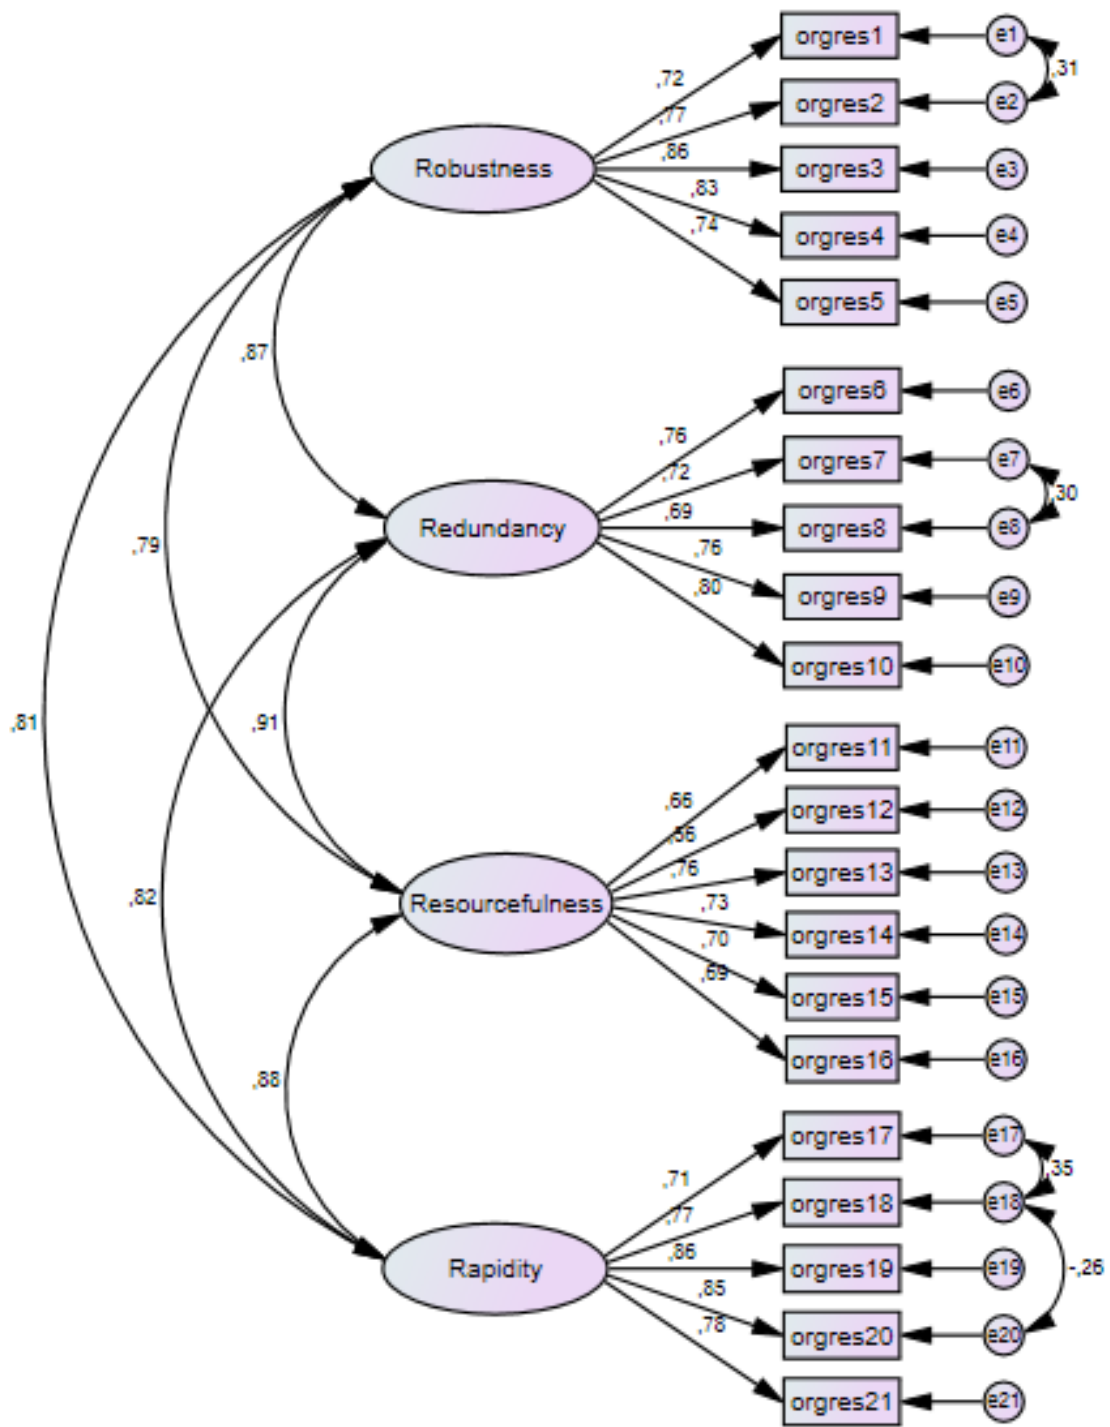 orgres1 e1
,31
,72
orgres2 e2
,77
,86
Robustness orgres3 e3
,83
orgres4 e4
,74
orgres5 e5
,87
orgres6 e6
,76
orgres7 e7
,72
,30
,69
Redundancy orgres8 e8
,79
,76
orgres9 e9
,80
orgres10 e10
,81
,91
orgres11 e11
,66
orgres12 e12
,56
,76
orgres13 e13
,82
,73
Resourcefulness
orgres14 e14
,70
,69
orgres15 e15
orgres16 e16
,88
orgres17 e17
,35
,71
orgres18 e18
,77
,86
Rapidity orgres19 e19
-,26
,85
,78
orgres20 e20
orgres21 e21